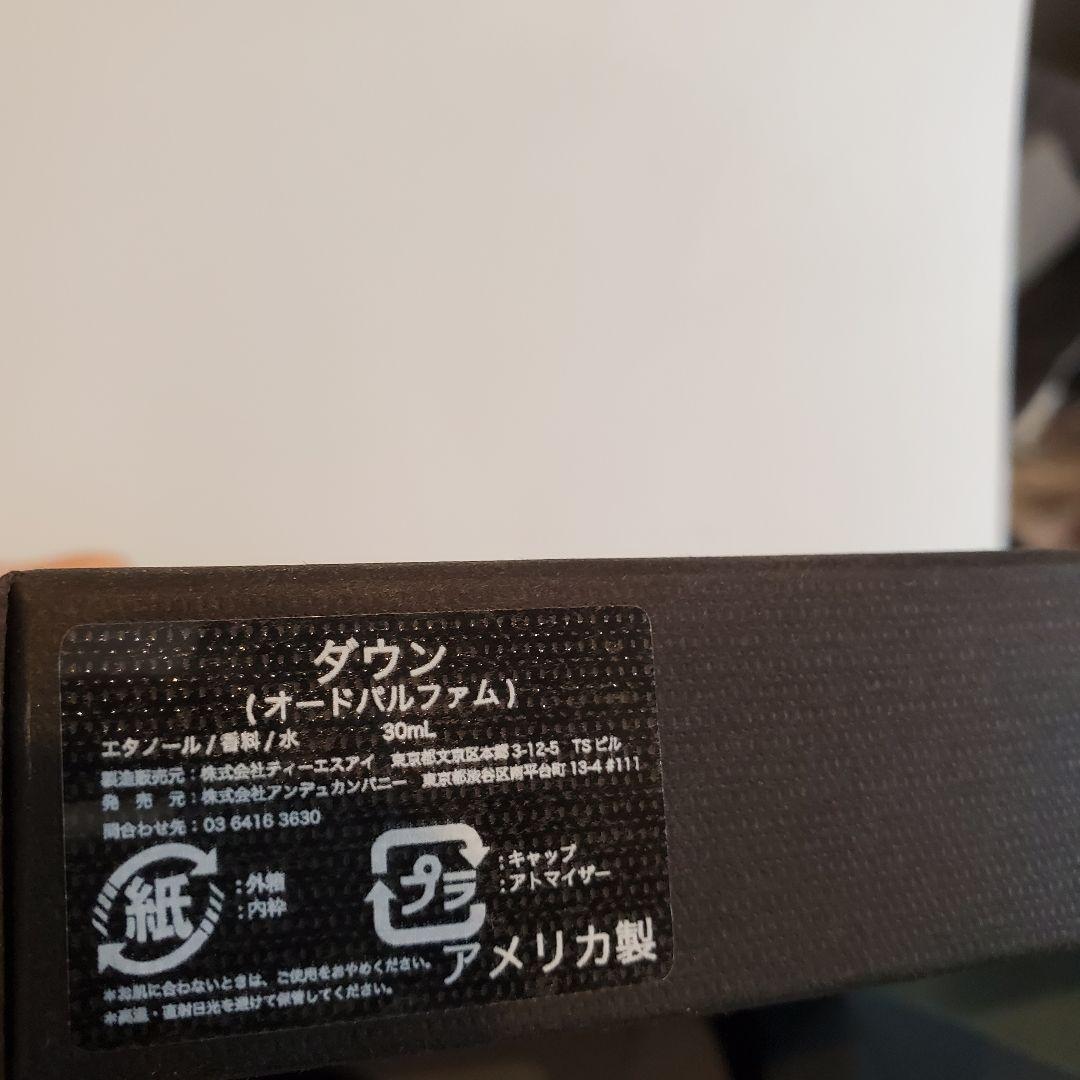 ダウン
(オードパルファム)
エタノール/香料/水 30mL
製造販売元:株式会社ティーエスアイ 東京都文京区本郷 3-12-5 TSビル
発売元:株式会社アンデュカンパニー 東京都渋谷区南平台町 13-4 #111
問合わせ先:03 6416 3630
紙
:外箱
:内枠
プラ
:キャップ
:アトマイザー
アメリカ製
※お肌に合わないときは、ご使用をおやめください。
※高温・直射日光を避けて保管してください。